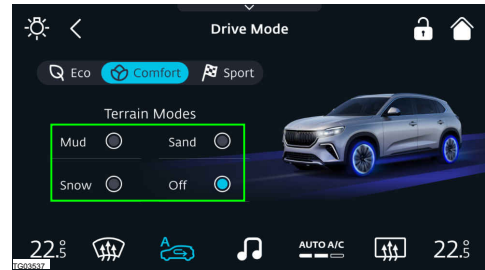 Drive Mode
Eco Comfort Sport
Terrain Modes
Mud Sand
Snow Off
22.5° A AUTO A/C 22.5°
TG03537